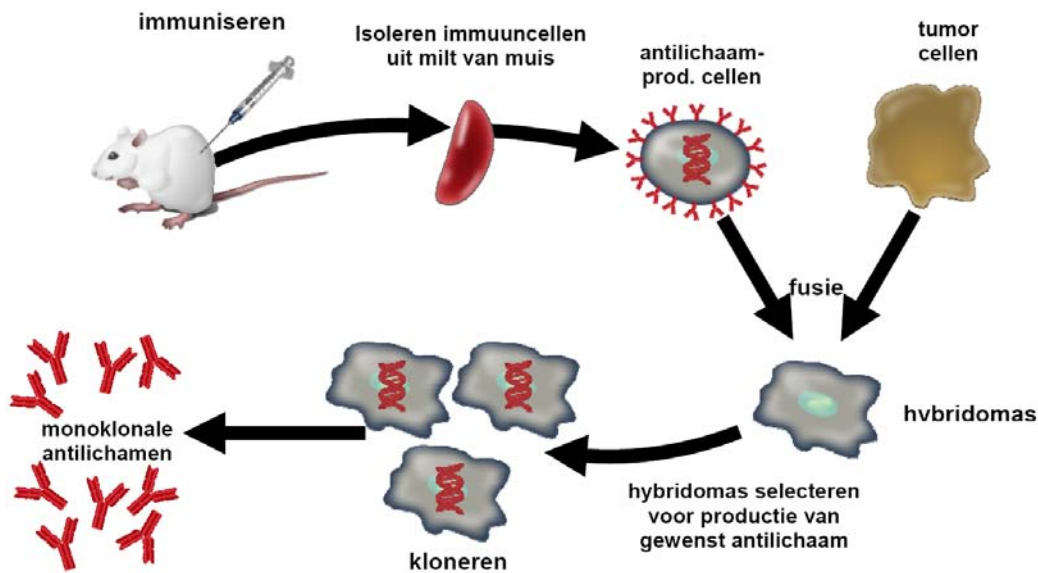 immuniseren
Isoleren immuuncellen
uit milt van muis
antilichaam-
prod. cellen
tumor
cellen
fusie
hvbridomas
hybridomas selecteren
voor productie van
gewenst antilichaam
kloneren
monoklonale
antilichamen